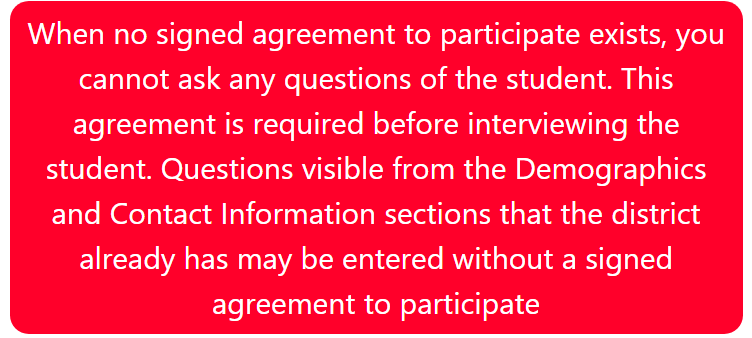 When no signed agreement to participate exists, you
cannot ask any questions of the student. This
agreement is required before interviewing the
student. Questions visible from the Demographics
and Contact Information sections that the district
already has may be entered without a signed
agreement to participate